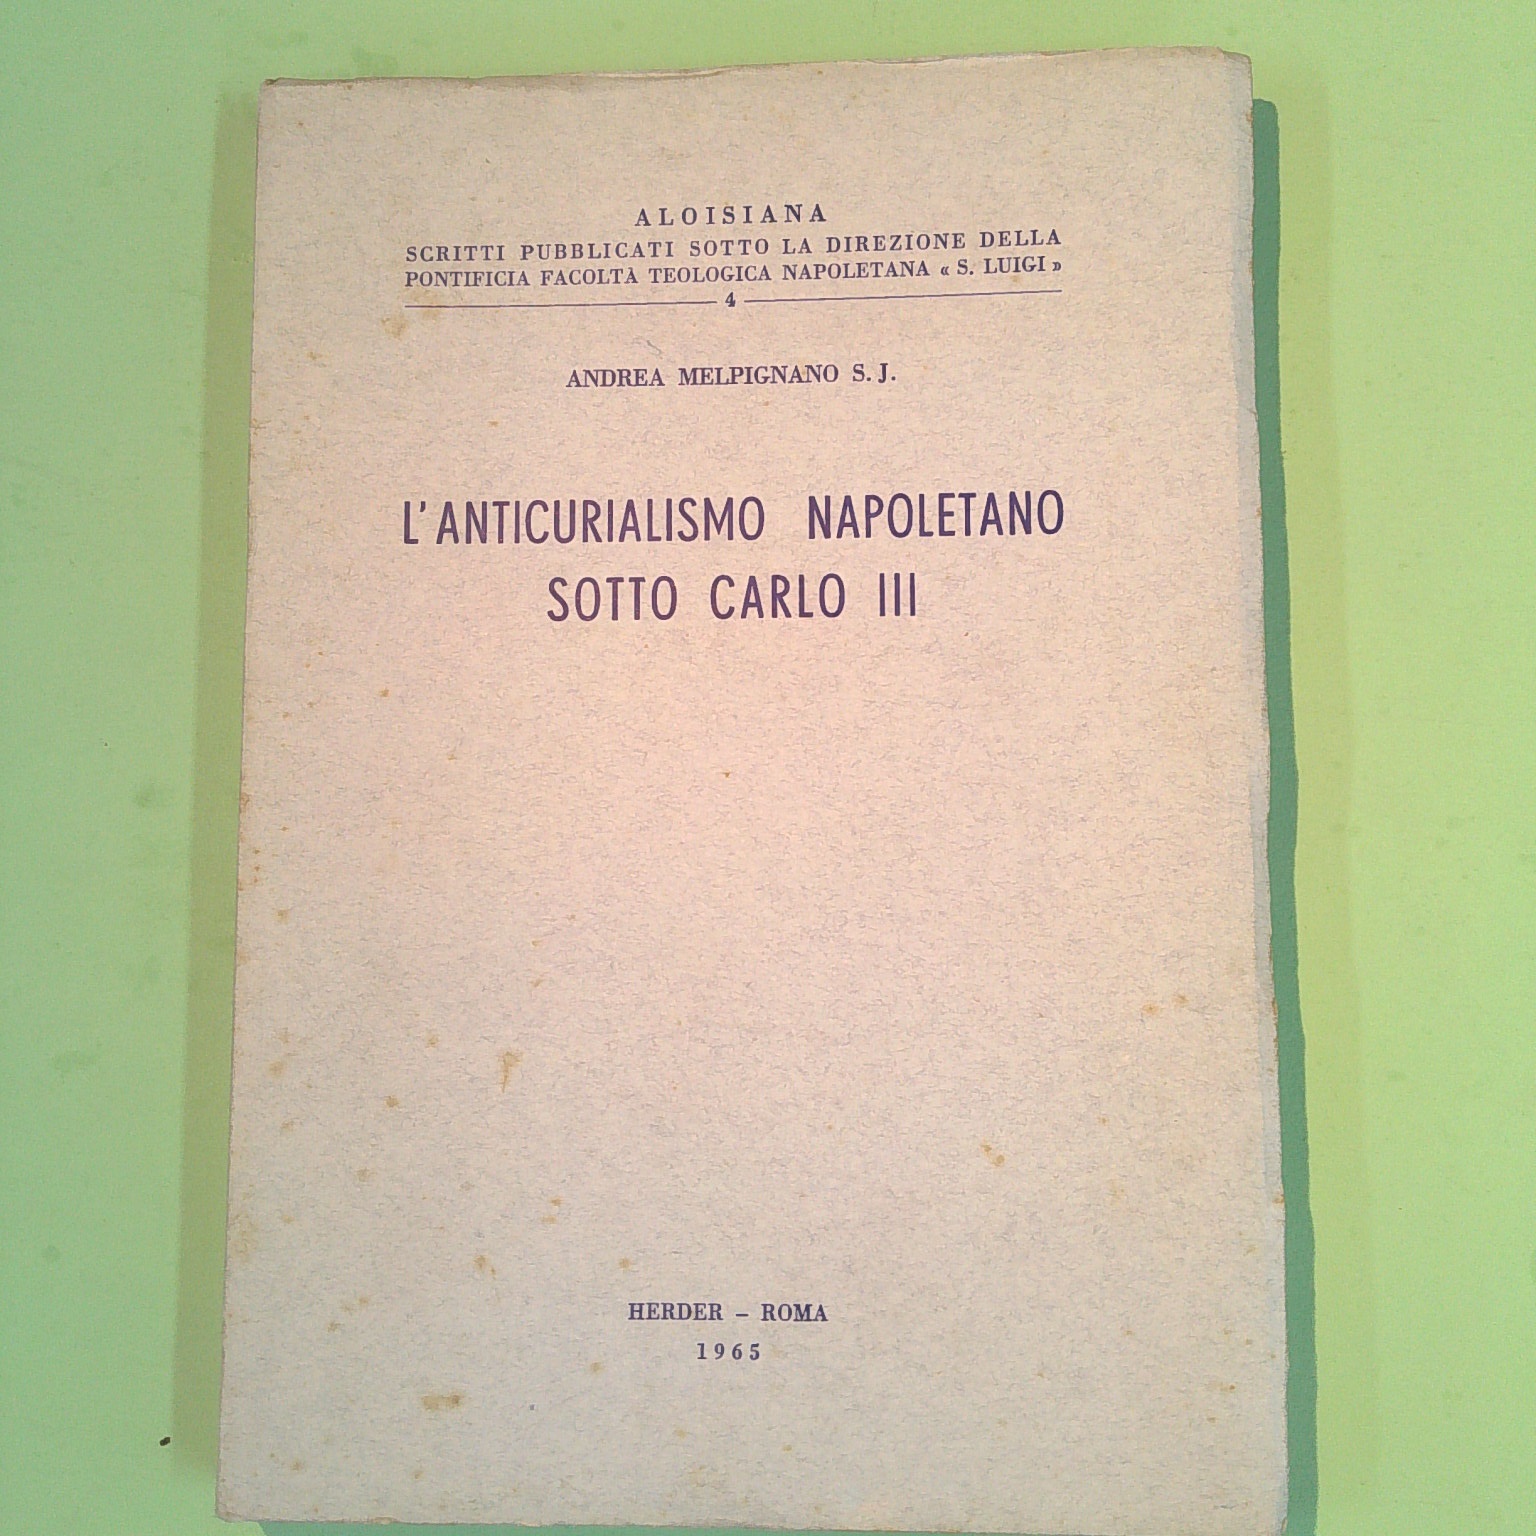 ALOISIANA
SCRITTI PUBBLICATI SOTTO LA DIREZIONE DELLA
PONTIFICIA FACOLTÀ TEOLOGICA NAPOLETANA « S. LUIGI »
4
ANDREA MELPIGNANO S. J.
L'ANTICURIALISMO NAPOLETANO
SOTTO CARLO III
HERDER – ROMA
1965